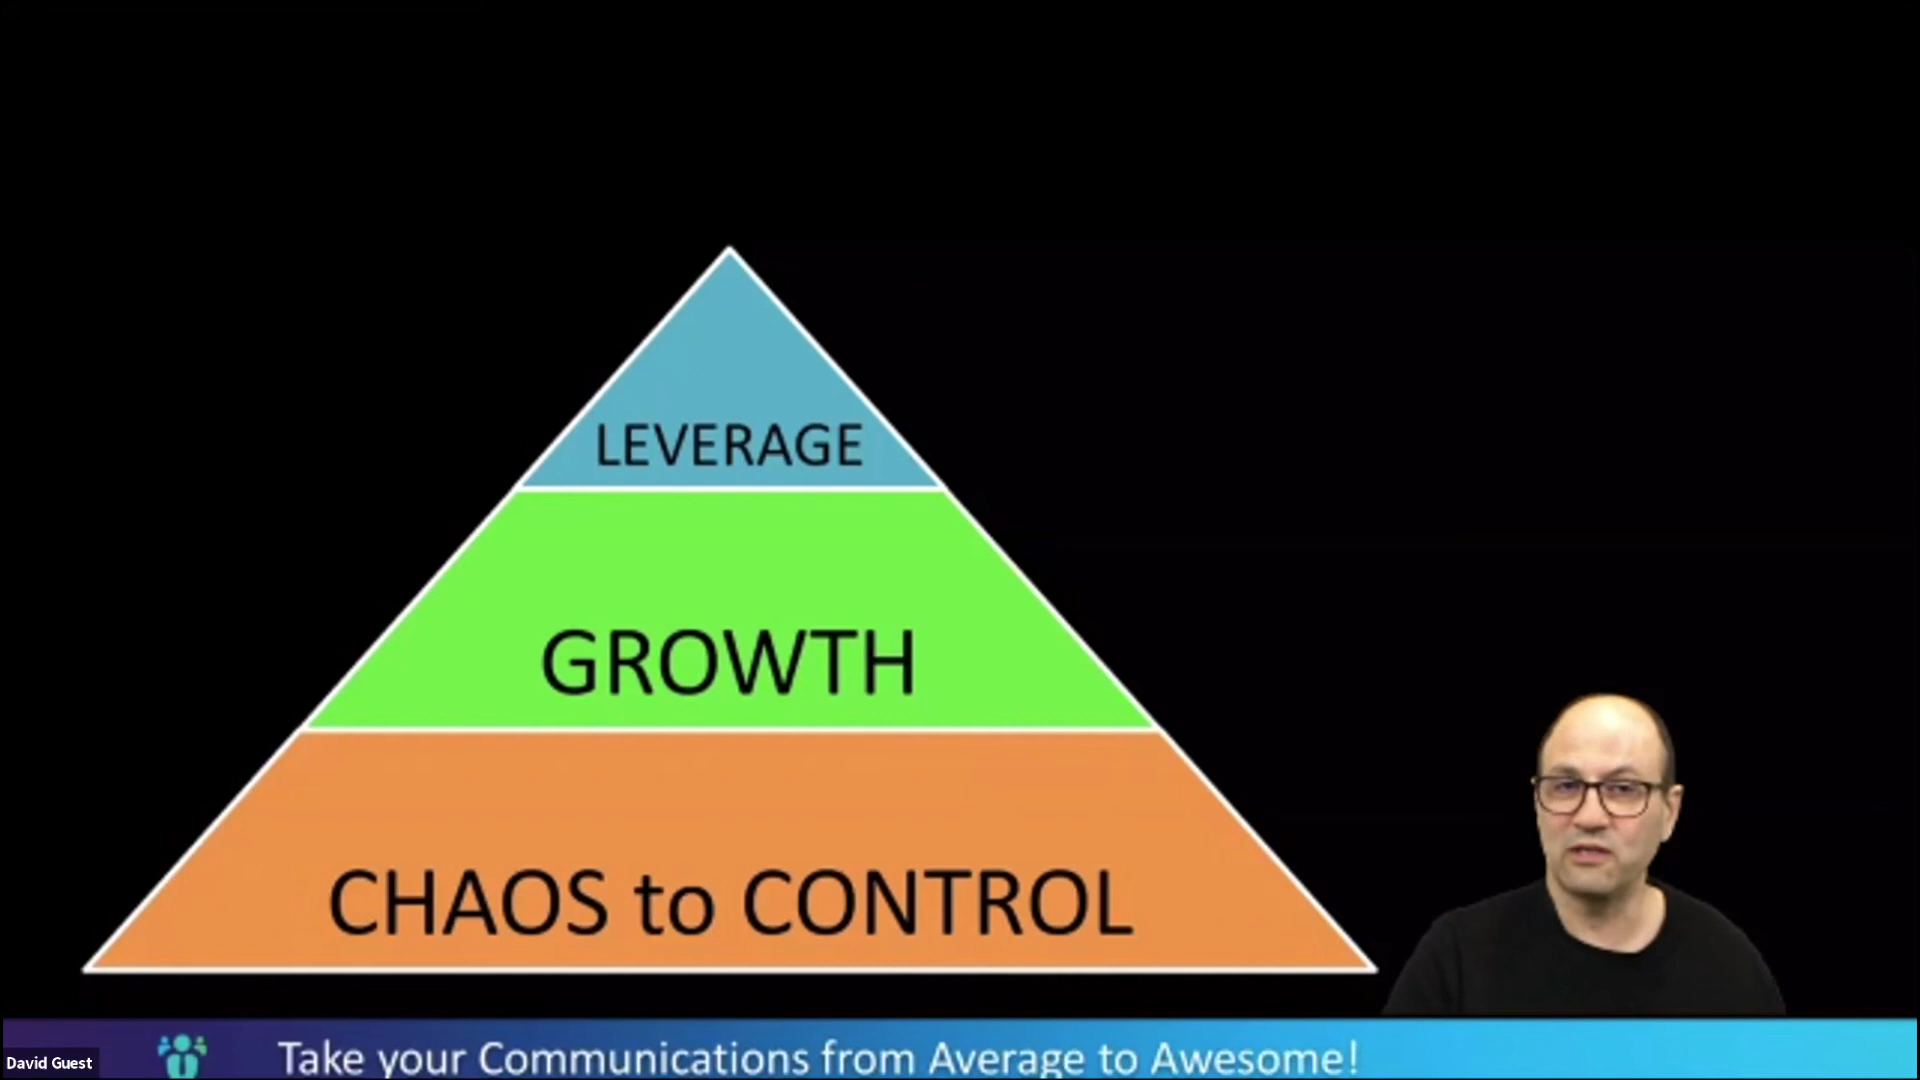 LEVERAGE
GROWTH
CHAOS to CONTROL
David Guest
Take your Communications from Average to Awesome!